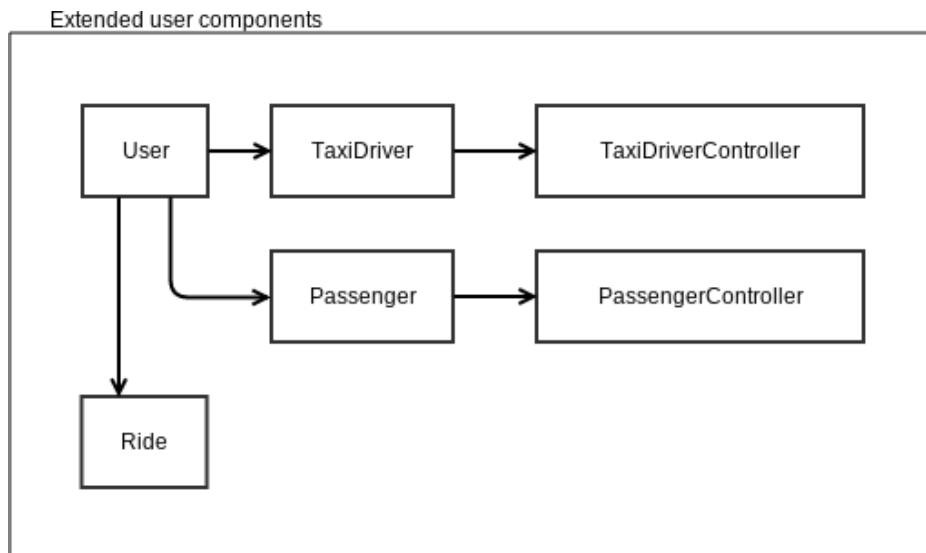 Extended user components
User
TaxiDriver
TaxiDriverController
Passenger
PassengerController
Ride